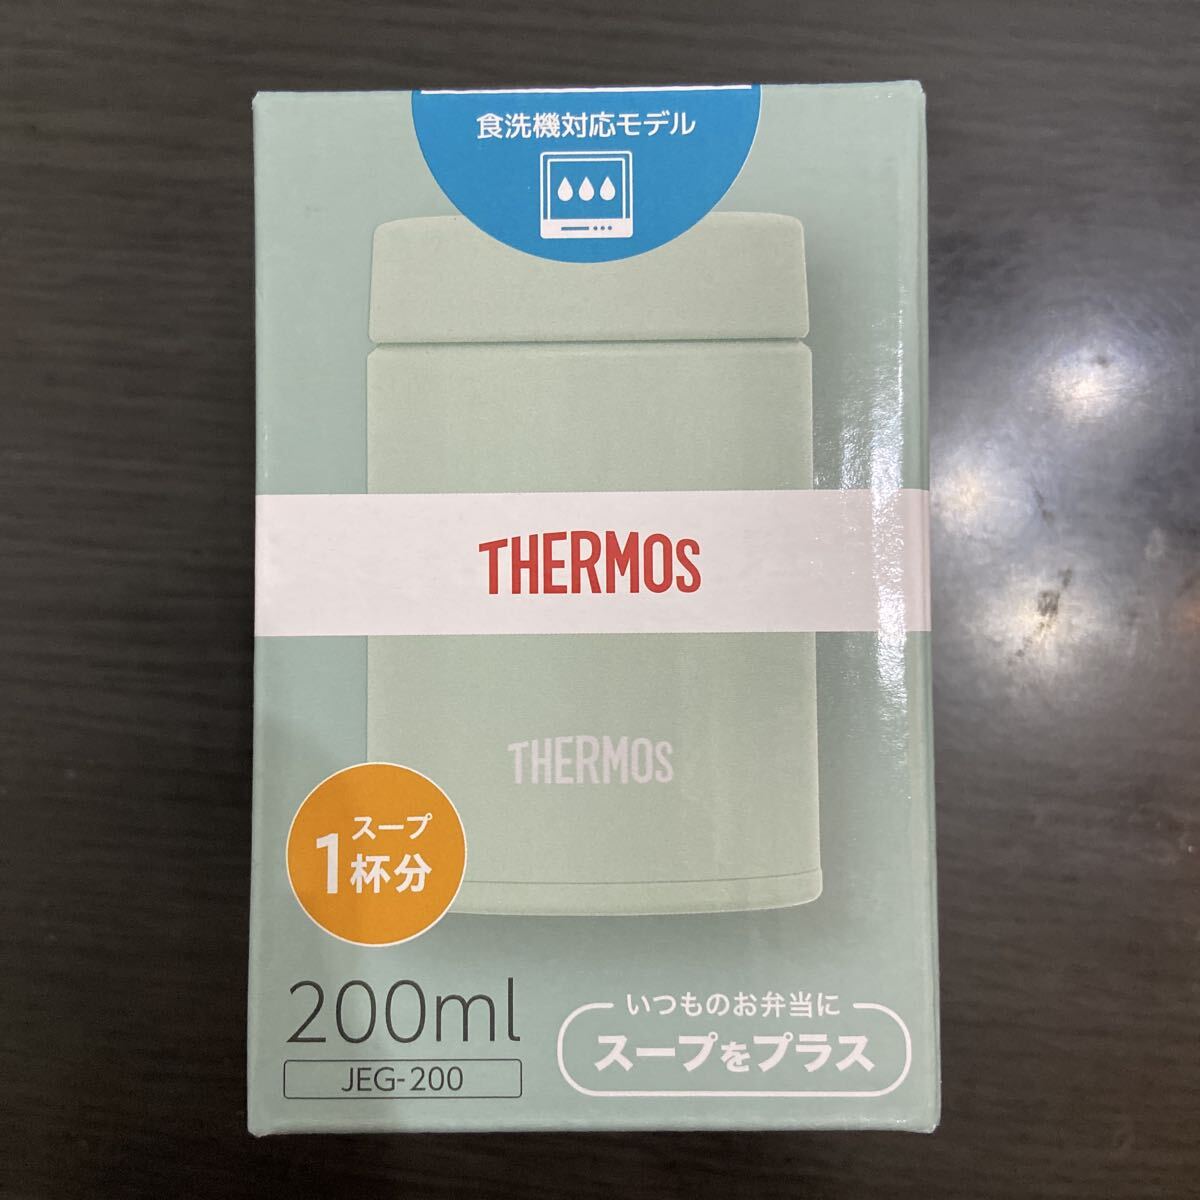 食洗機対応モデル
THERMOS
THERMOS
スープ
1杯分
200ml
JEG-200
いつものお弁当に
スープをプラス